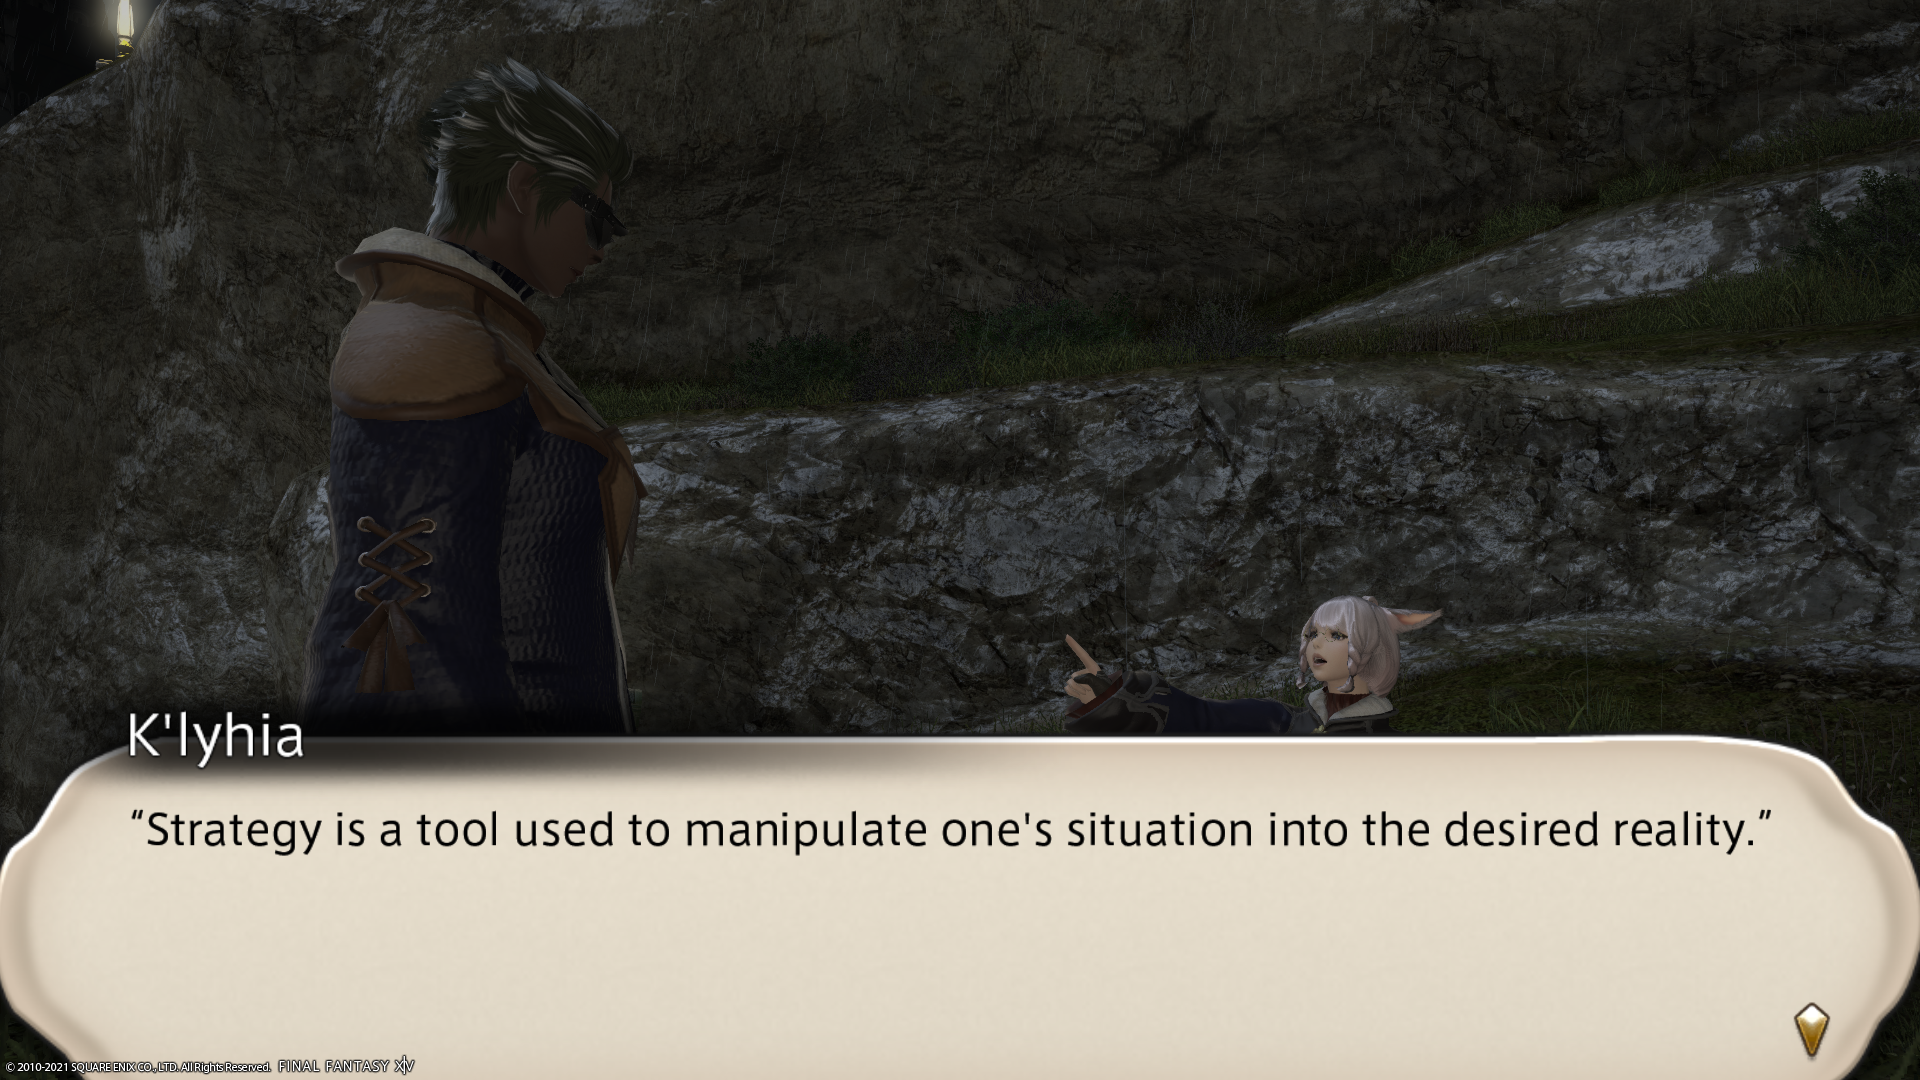 K'lyhia
“Strategy is a tool used to manipulate one's situation into the desired reality.”
© 2010-2021 SQUARE ENIX CO., LTD. All Rights Reserved. FINAL FANTASY XIV